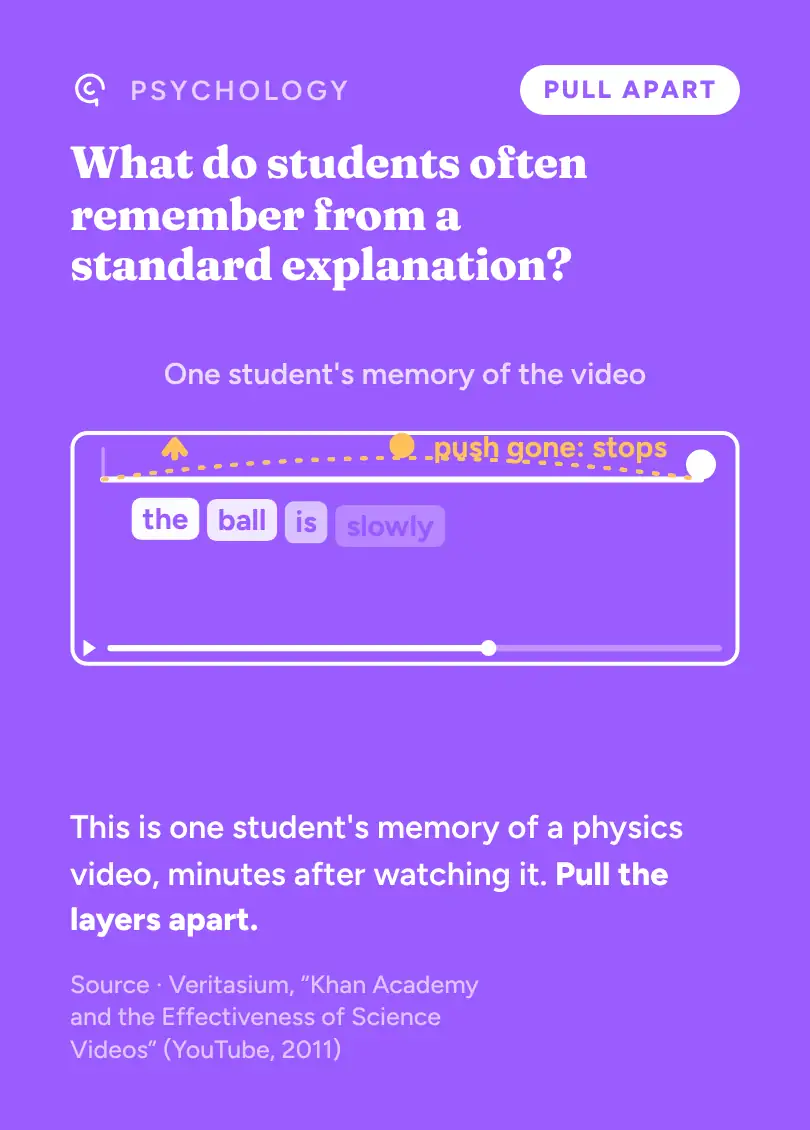 PSYCHOLOGY
PULL APART
What do students often
remember from a
standard explanation?
One student's memory of the video
push gone: stops
the ball is slowly
This is one student's memory of a physics
video, minutes after watching it. Pull the
layers apart.
Source · Veritasium, “Khan Academy
and the Effectiveness of Science
Videos” (YouTube, 2011)